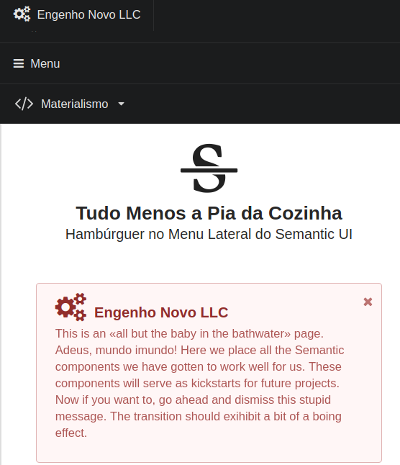 Engenho Novo LLC
Menu
Materialismo
S
Tudo Menos a Pia da Cozinha
Hambúrguer no Menu Lateral do Semantic UI
Engenho Novo LLC
This is an «all but the baby in the bathwater» page.
Adeus, mundo imundo! Here we place all the Semantic
components we have gotten to work well for us. These
components will serve as kickstarts for future projects.
Now if you want to, go ahead and dismiss this stupid
message. The transition should exihibit a bit of a boing
effect.